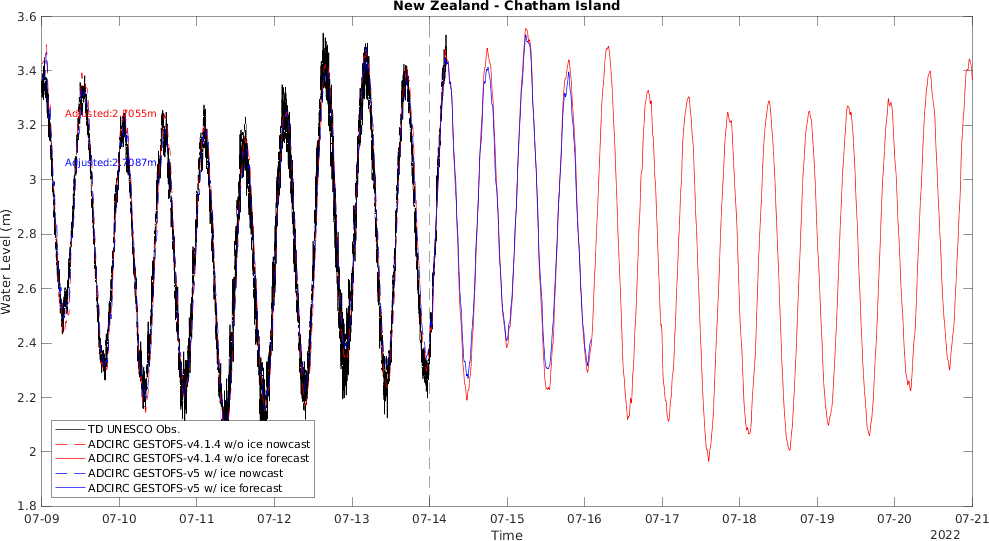 New Zealand - Chatham Island
3.6
3.4
3.2
3
2.8
2.6
2.4
2.2
2
1.8
Water Level (m)
Adjusted:2.7055m
Adjusted:2.7087m
TD UNESCO Obs.
ADCIRC GESTOFS-v4.1.4 w/o ice nowcast
ADCIRC GESTOFS-v4.1.4 w/o ice forecast
ADCIRC GESTOFS-v5 w/ ice nowcast
ADCIRC GESTOFS-v5 w/ ice forecast
07-09 07-10 07-11 07-12 07-13 07-14 07-15 07-16 07-17 07-18 07-19 07-20 07-21
Time
2022